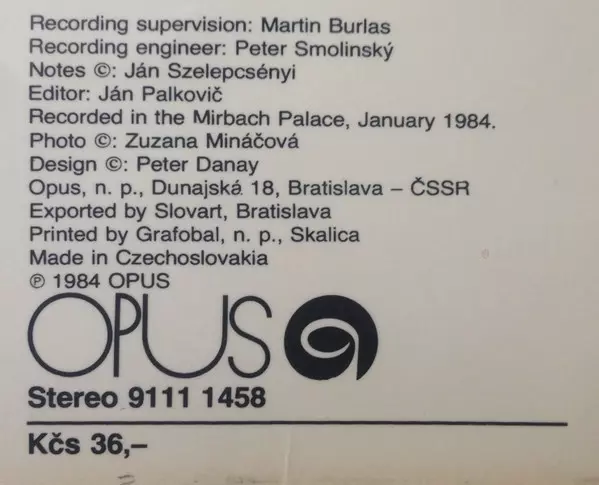 Recording supervision: Martin Burlas
Recording engineer: Peter Smolinský
Notes ©: Ján Szelepcsényi
Editor: Ján Palkovič
Recorded in the Mirbach Palace, January 1984.
Photo ©: Zuzana Mináčová
Design ©: Peter Danay
Opus, n. p., Dunajská 18, Bratislava – ČSSR
Exported by Slovart, Bratislava
Printed by Grafobal, n. p., Skalica
Made in Czechoslovakia
℗ 1984 OPUS
OPUS
Stereo 9111 1458
Kčs 36,–